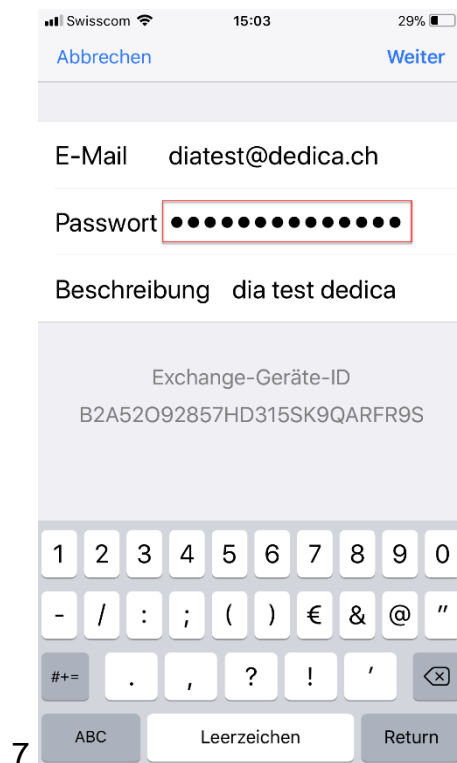 Swisscom 15:03 29%
Abbrechen Weiter
E-Mail diatest@dedica.ch
Passwort ●●●●●●●●●●●●●●
Beschreibung dia test dedica
Exchange-Geräte-ID
B2A52O92857HD315SK9QARFR9S
1 2 3 4 5 6 7 8 9 0
- / : ; ( ) € & @ "
#+= . , ? ! '
ABC Leerzeichen Return
7